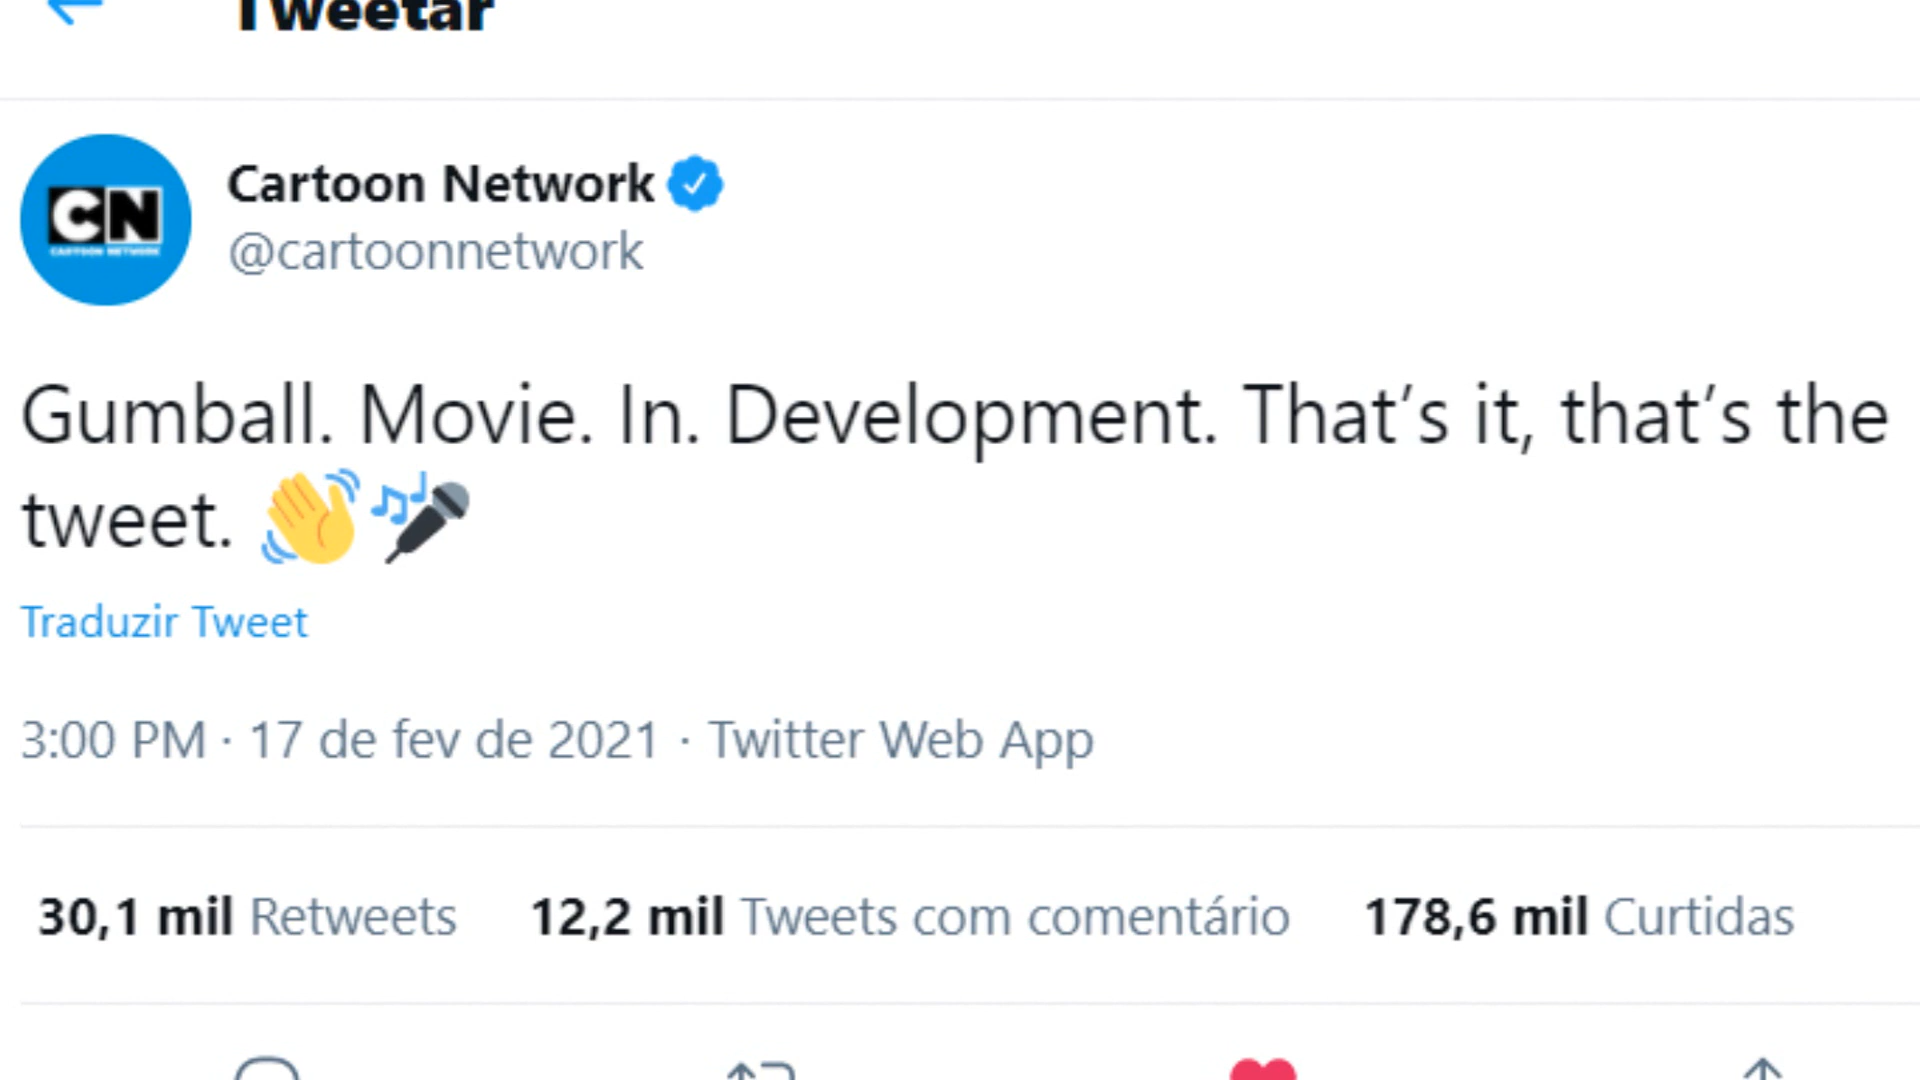 Tweetar
CN
CARTOON NETWORK
Cartoon Network
@cartoonnetwork
Gumball. Movie. In. Development. That’s it, that’s the
tweet. 👋🎤
Traduzir Tweet
3:00 PM · 17 de fev de 2021 · Twitter Web App
30,1 mil Retweets 12,2 mil Tweets com comentário 178,6 mil Curtidas